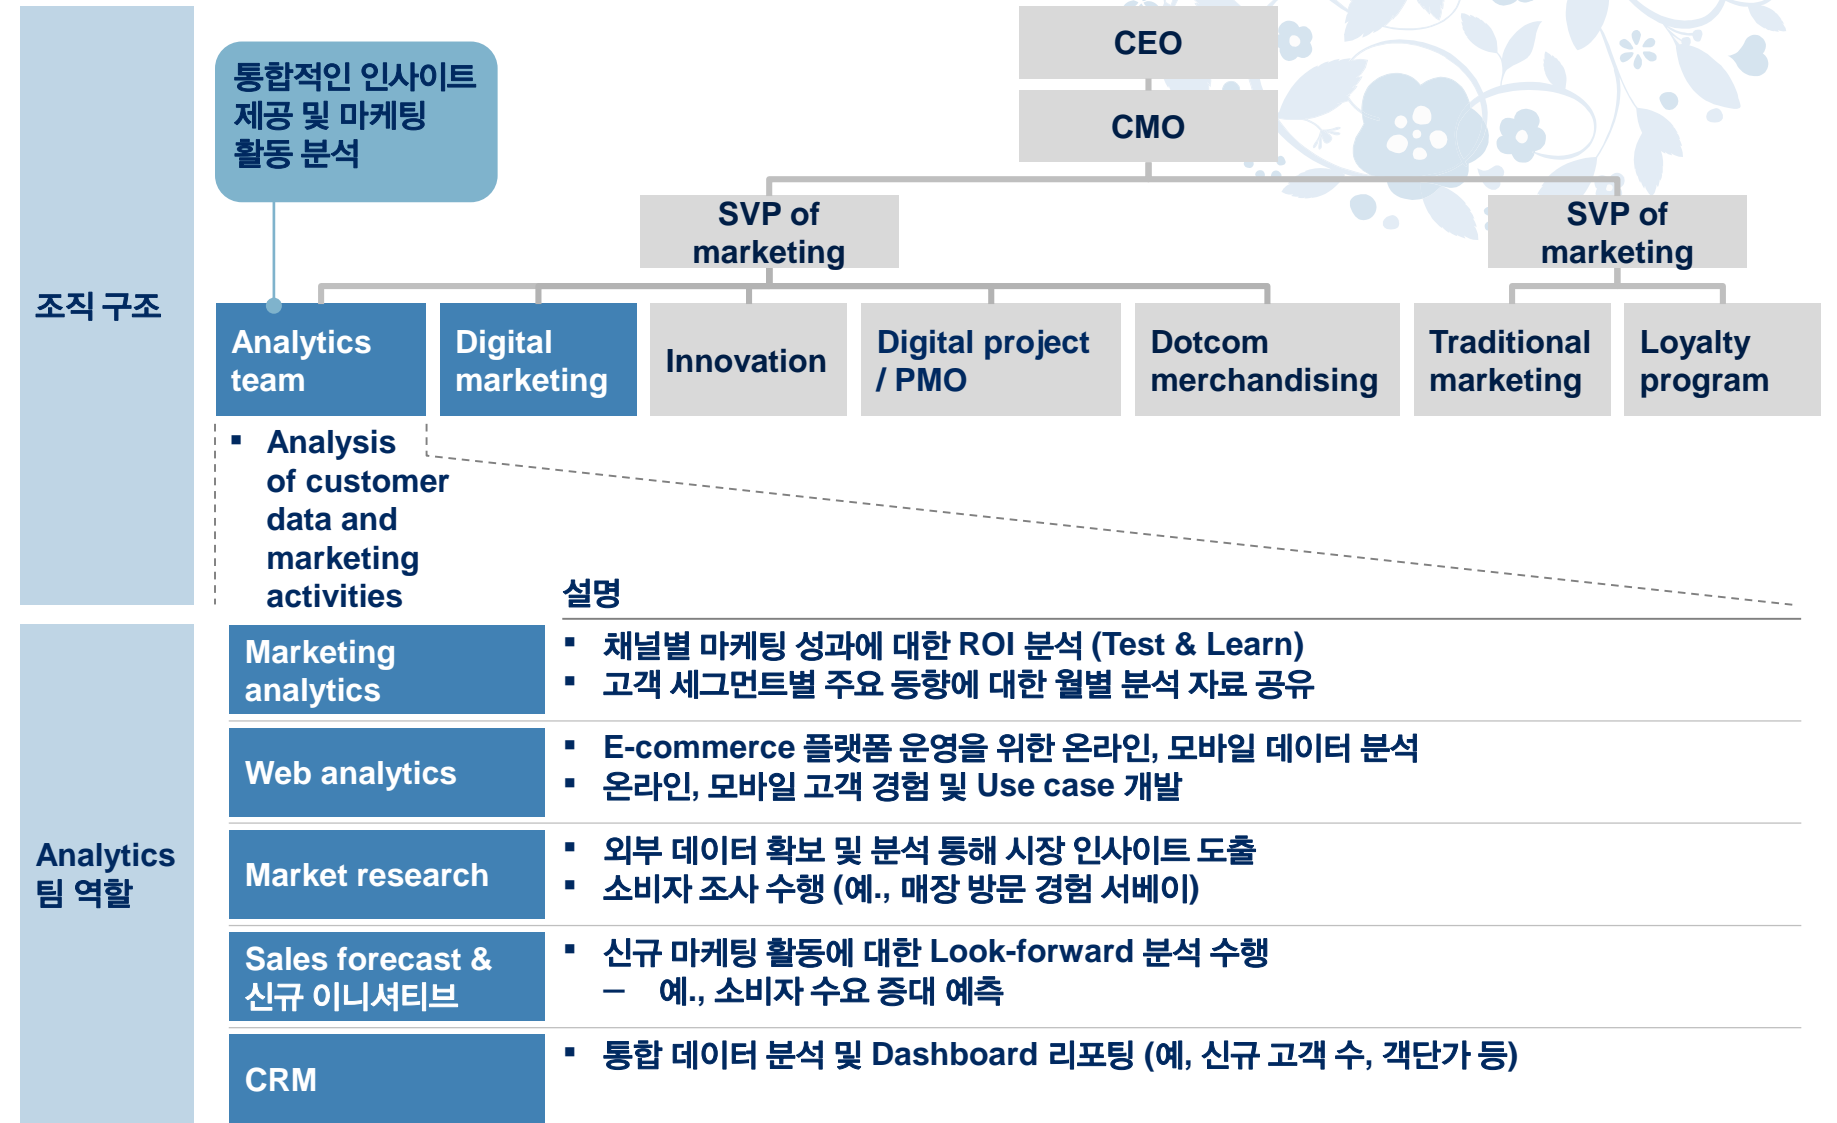 CEO
CMO
통합적인 인사이트
제공 및 마케팅
활동 분석
SVP of
marketing
SVP of
marketing
조직 구조
Analytics
team
Digital
marketing
Innovation
Digital project
/ PMO
Dotcom
merchandising
Traditional
marketing
Loyalty
program
▪ Analysis
of customer
data and
marketing
activities
설명
Analytics
팀 역할
Marketing
analytics
▪ 채널별 마케팅 성과에 대한 ROI 분석 (Test & Learn)
▪ 고객 세그먼트별 주요 동향에 대한 월별 분석 자료 공유
Web analytics
▪ E-commerce 플랫폼 운영을 위한 온라인, 모바일 데이터 분석
▪ 온라인, 모바일 고객 경험 및 Use case 개발
Market research
▪ 외부 데이터 확보 및 분석 통해 시장 인사이트 도출
▪ 소비자 조사 수행 (예., 매장 방문 경험 서베이)
Sales forecast &
신규 이니셔티브
▪ 신규 마케팅 활동에 대한 Look-forward 분석 수행
– 예., 소비자 수요 증대 예측
CRM
▪ 통합 데이터 분석 및 Dashboard 리포팅 (예, 신규 고객 수, 객단가 등)